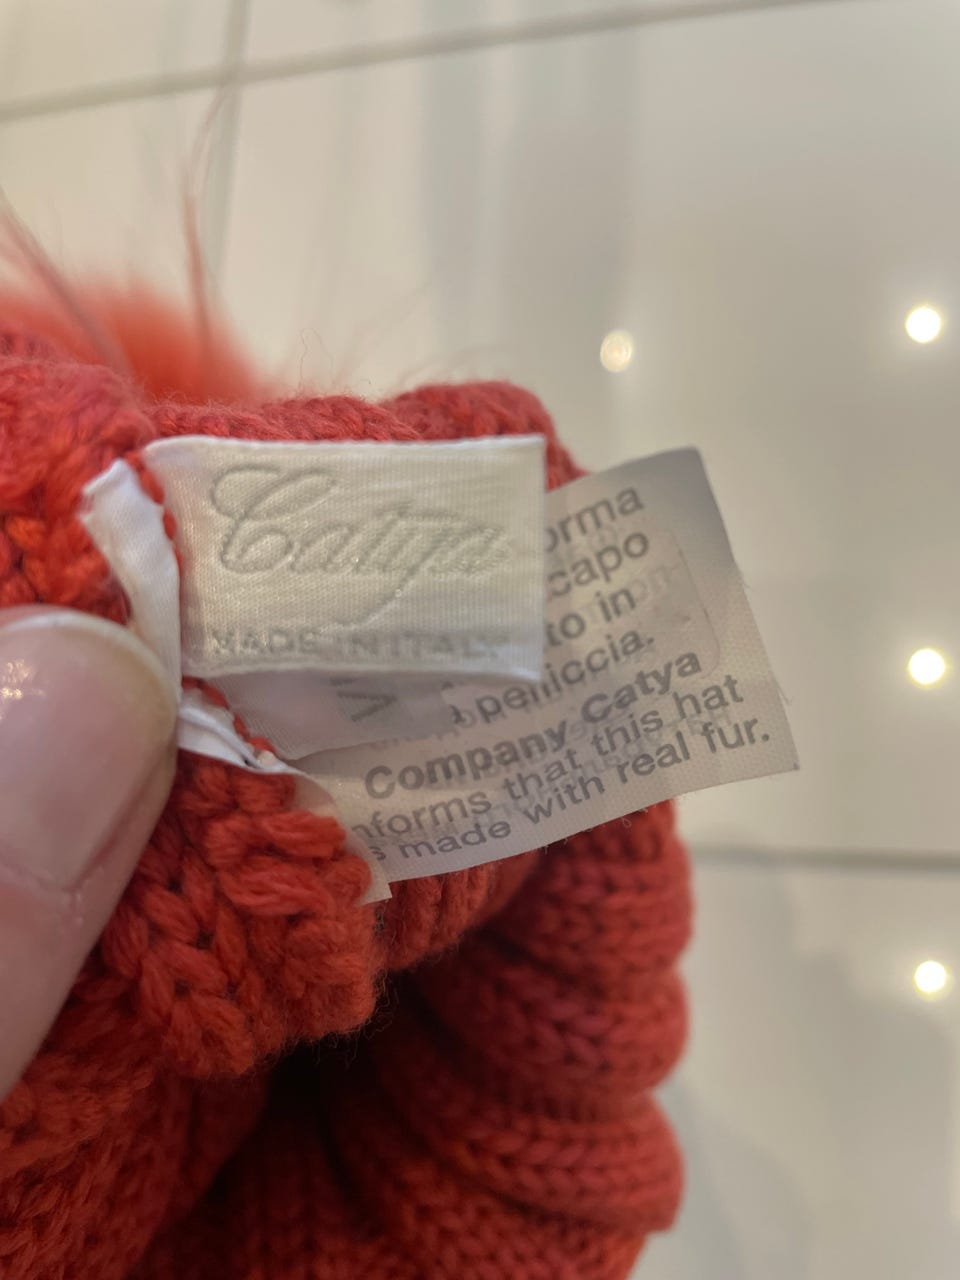 Catya
MADE IN ITALY
orma
capo
to in
pelliccia.
Company Catya
nforms that this hat
s made with real fur.